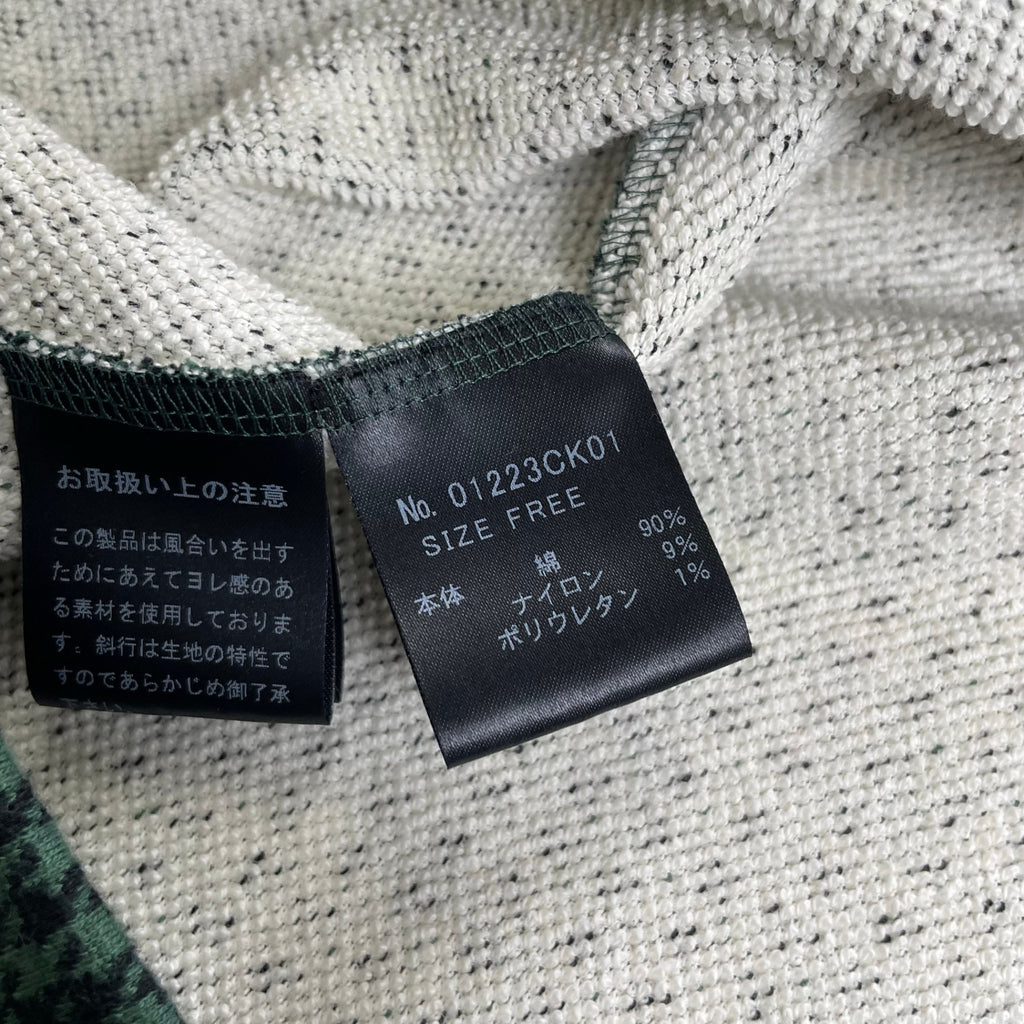 お取扱い上の注意
この製品は風合いを出す
ためにあえてヨレ感のあ
る素材を使用しておりま
す。斜行は生地の特性で
すのであらかじめ御了承
下さい。
No. 01223CK01
SIZE FREE
本体 綿 90%
ナイロン 9%
ポリウレタン 1%